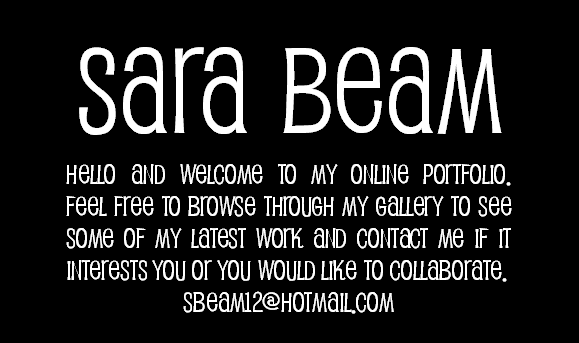 Sara Beam
Hello and welcome to my online portfolio.
Feel free to browse through my gallery to see
some of my latest work and contact me if it
interests you or you would like to collaborate.
sbeam12@hotmail.com